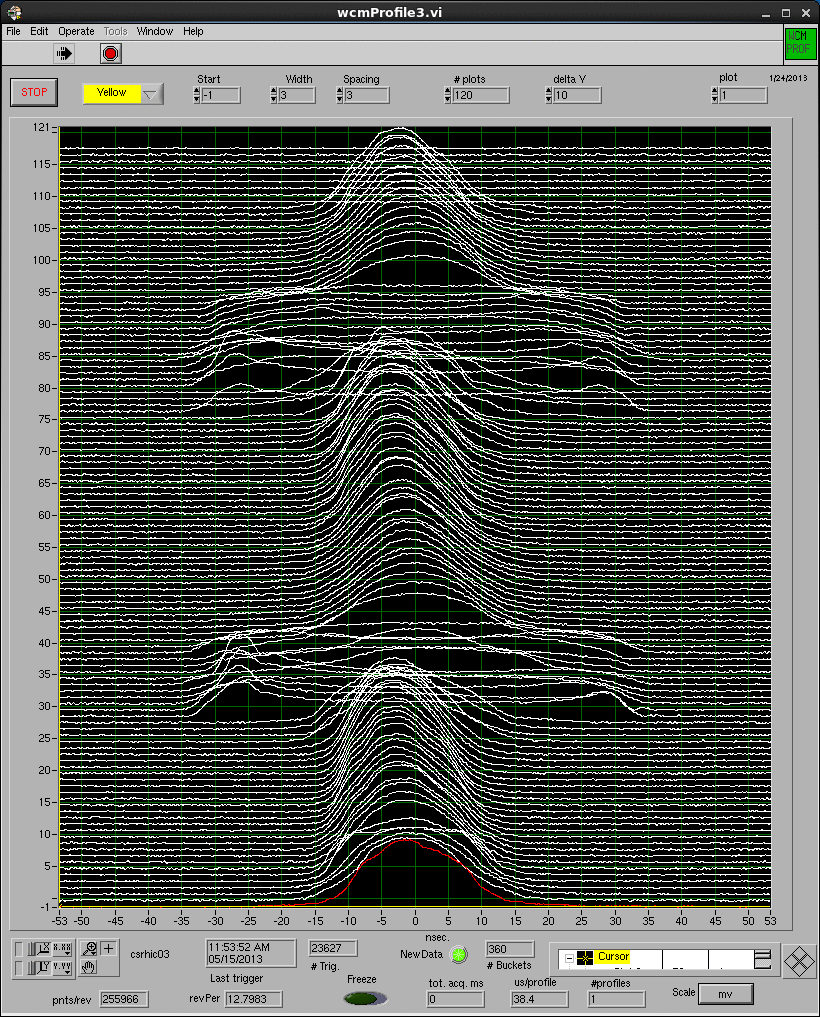 wcmProfile3.vi
File Edit Operate Tools Window Help
WCM
PROF
STOP
Yellow
Start
-1
Width
3
Spacing
3
# plots
120
delta Y
10
plot
1
1/24/2013
121
115
110
105
100
95
90
85
80
75
70
65
60
55
50
45
40
35
30
25
20
15
10
5
-1
-53 -50 -45 -40 -35 -30 -25 -20 -15 -10 -5 0 5 10 15 20 25 30 35 40 45 50 53
nsec.
X.XX
Y.YY
csrhic03
11:53:52 AM
05/15/2013
Last trigger
23627
# Trig.
NewData
360
# Buckets
Cursor
pnts/rev 255966
revPer 12.7983
Freeze
tot. acq. ms
0
us/profile
38.4
#profiles
1
Scale mv